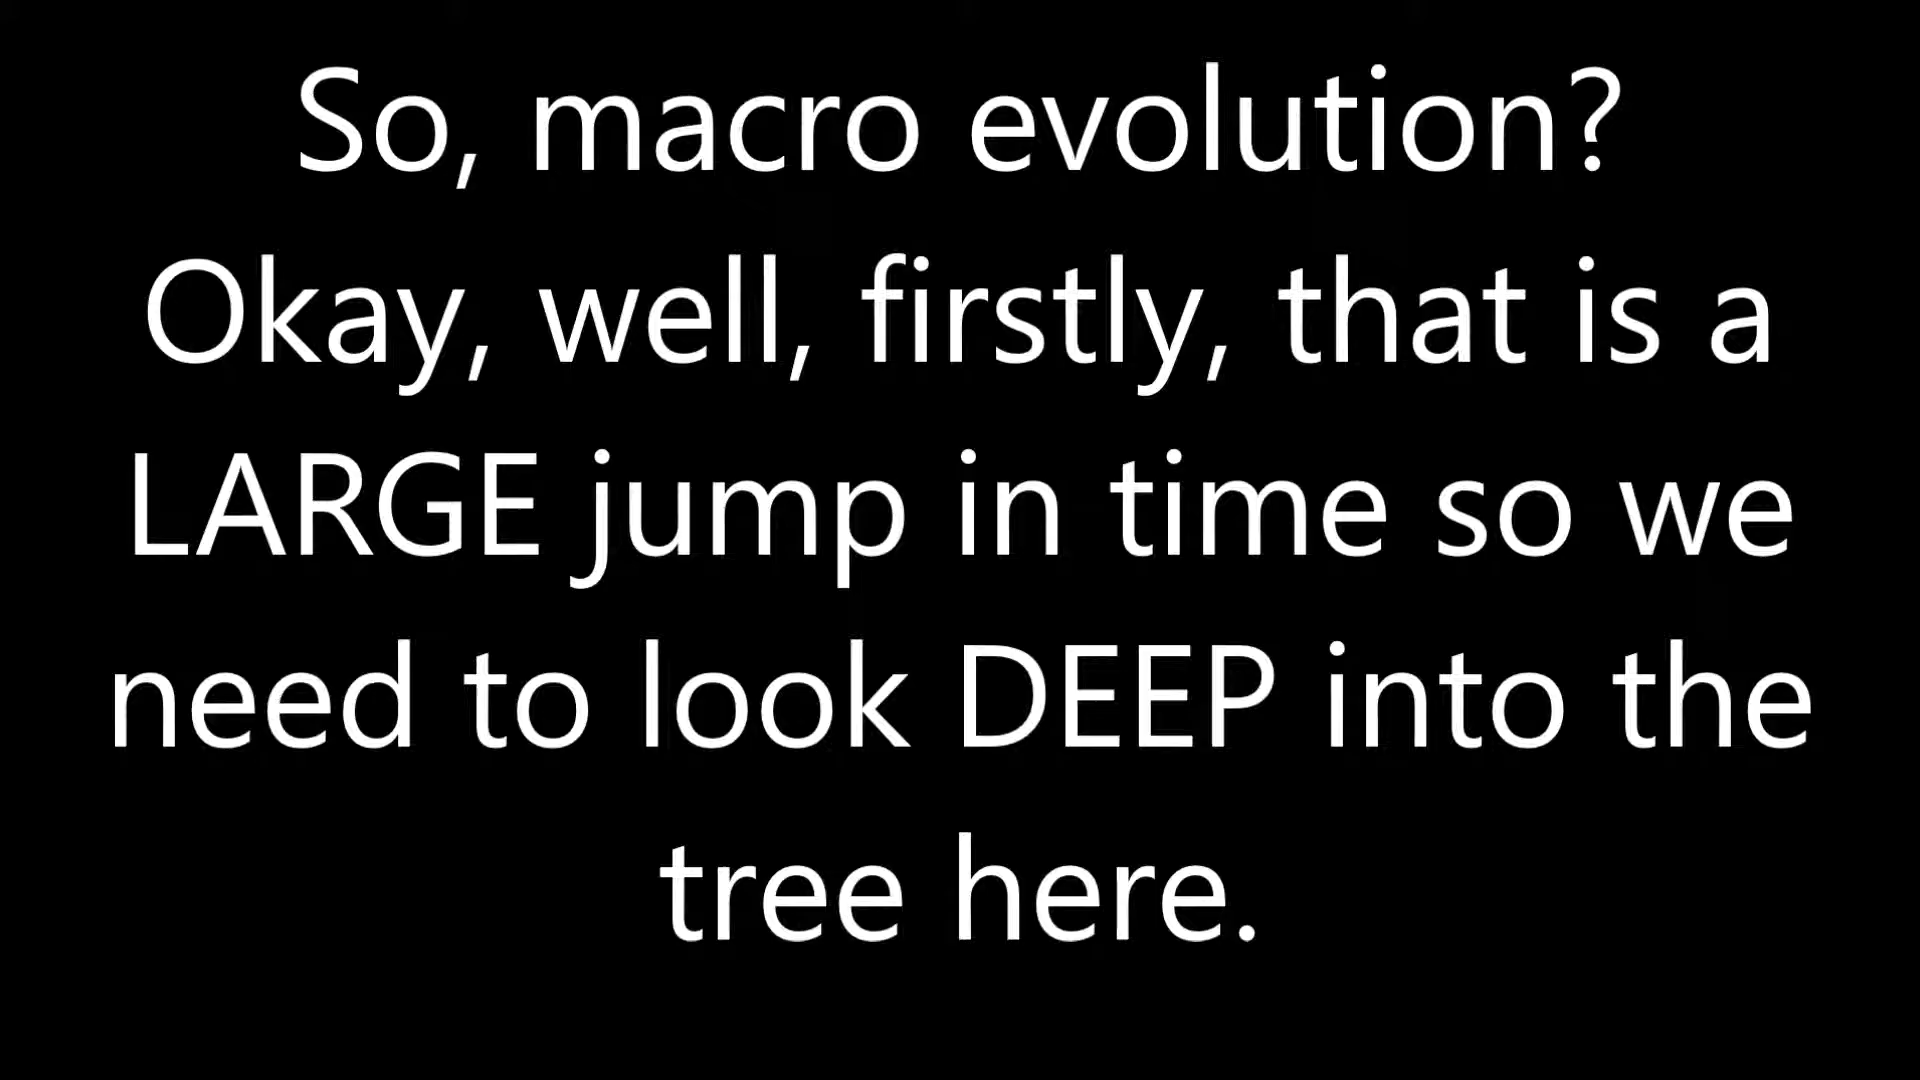 So, macro evolution?
Okay, well, firstly, that is a
LARGE jump in time so we
need to look DEEP into the
tree here.